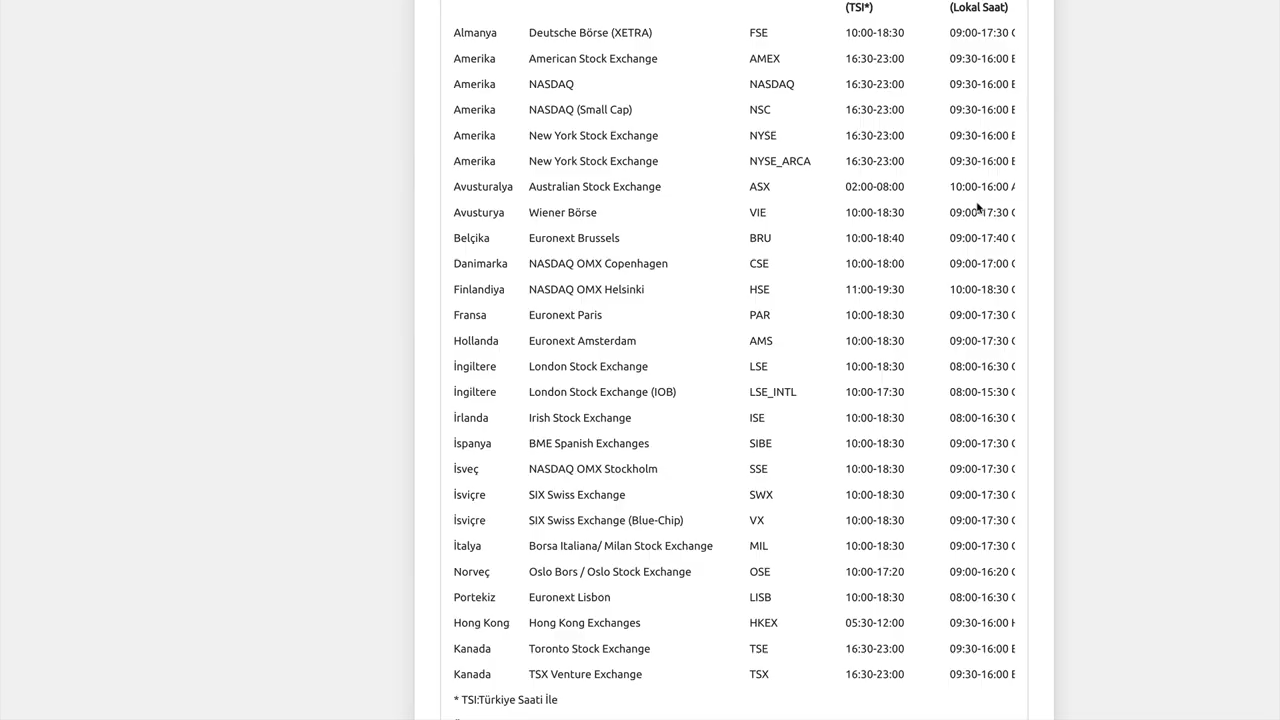 (TSI*) (Lokal Saat)
Almanya Deutsche Börse (XETRA) FSE 10:00-18:30 09:00-17:30
Amerika American Stock Exchange AMEX 16:30-23:00 09:30-16:00
Amerika NASDAQ NASDAQ 16:30-23:00 09:30-16:00
Amerika NASDAQ (Small Cap) NSC 16:30-23:00 09:30-16:00
Amerika New York Stock Exchange NYSE 16:30-23:00 09:30-16:00
Amerika New York Stock Exchange NYSE_ARCA 16:30-23:00 09:30-16:00
Avusturalya Australian Stock Exchange ASX 02:00-08:00 10:00-16:00
Avusturya Wiener Börse VIE 10:00-18:30 09:00-17:30
Belçika Euronext Brussels BRU 10:00-18:40 09:00-17:40
Danimarka NASDAQ OMX Copenhagen CSE 10:00-18:00 09:00-17:00
Finlandiya NASDAQ OMX Helsinki HSE 11:00-19:30 10:00-18:30
Fransa Euronext Paris PAR 10:00-18:30 09:00-17:30
Hollanda Euronext Amsterdam AMS 10:00-18:30 09:00-17:30
İngiltere London Stock Exchange LSE 10:00-18:30 08:00-16:30
İngiltere London Stock Exchange (IOB) LSE_INTL 10:00-17:30 08:00-15:30
İrlanda Irish Stock Exchange ISE 10:00-18:30 08:00-16:30
İspanya BME Spanish Exchanges SIBE 10:00-18:30 09:00-17:30
İsveç NASDAQ OMX Stockholm SSE 10:00-18:30 09:00-17:30
İsviçre SIX Swiss Exchange SWX 10:00-18:30 09:00-17:30
İsviçre SIX Swiss Exchange (Blue-Chip) VX 10:00-18:30 09:00-17:30
İtalya Borsa Italiana/ Milan Stock Exchange MIL 10:00-18:30 09:00-17:30
Norveç Oslo Bors / Oslo Stock Exchange OSE 10:00-17:20 09:00-16:20
Portekiz Euronext Lisbon LISB 10:00-18:30 08:00-16:30
Hong Kong Hong Kong Exchanges HKEX 05:30-12:00 09:30-16:00
Kanada Toronto Stock Exchange TSE 16:30-23:00 09:30-16:00
Kanada TSX Venture Exchange TSX 16:30-23:00 09:30-16:00
* TSI:Türkiye Saati İle